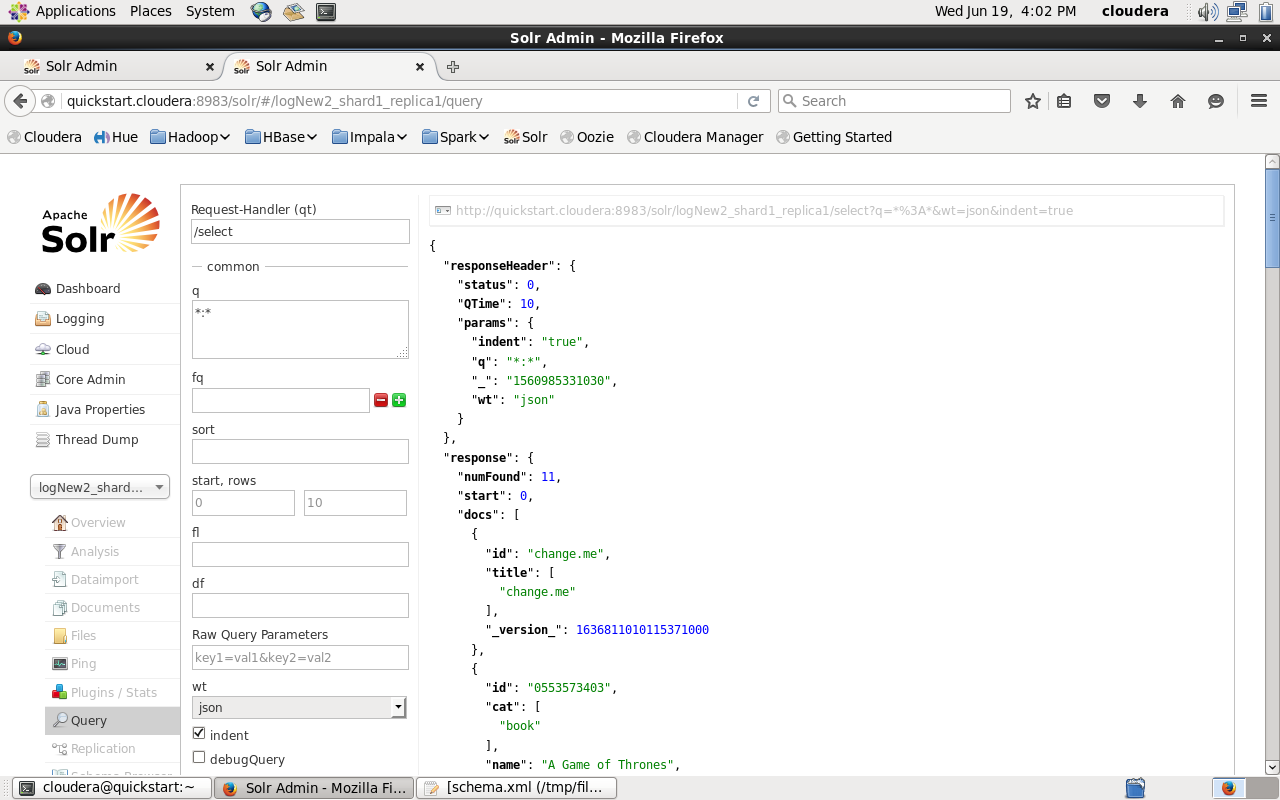 Applications Places System Wed Jun 19, 4:02 PM cloudera
Solr Admin - Mozilla Firefox
Solr Admin Solr Admin
quickstart.cloudera:8983/solr/#/logNew2_shard1_replica1/query Search
Cloudera Hue Hadoop HBase Impala Spark Solr Oozie Cloudera Manager Getting Started
Apache
Solr
Dashboard
Logging
Cloud
Core Admin
Java Properties
Thread Dump
logNew2_shard...
Overview
Analysis
Dataimport
Documents
Files
Ping
Plugins / Stats
Query
Replication
Schema Browser
Request-Handler (qt)
/select
common
q
*:*
fq
sort
start, rows
0 10
fl
df
Raw Query Parameters
key1=val1&key2=val2
wt
json
indent
debugQuery
http://quickstart.cloudera:8983/solr/logNew2_shard1_replica1/select?q=*%3A*&wt=json&indent=true
{
"responseHeader": {
"status": 0,
"QTime": 10,
"params": {
"indent": "true",
"q": "*:*",
"_": "1560985331030",
"wt": "json"
}
},
"response": {
"numFound": 11,
"start": 0,
"docs": [
{
"id": "change.me",
"title": [
"change.me"
],
"_version_": 1636811010115371000
},
{
"id": "0553573403",
"cat": [
"book"
],
"name": "A Game of Thrones",
cloudera@quickstart:~ Solr Admin - Mozilla Fi... [schema.xml (/tmp/fil...